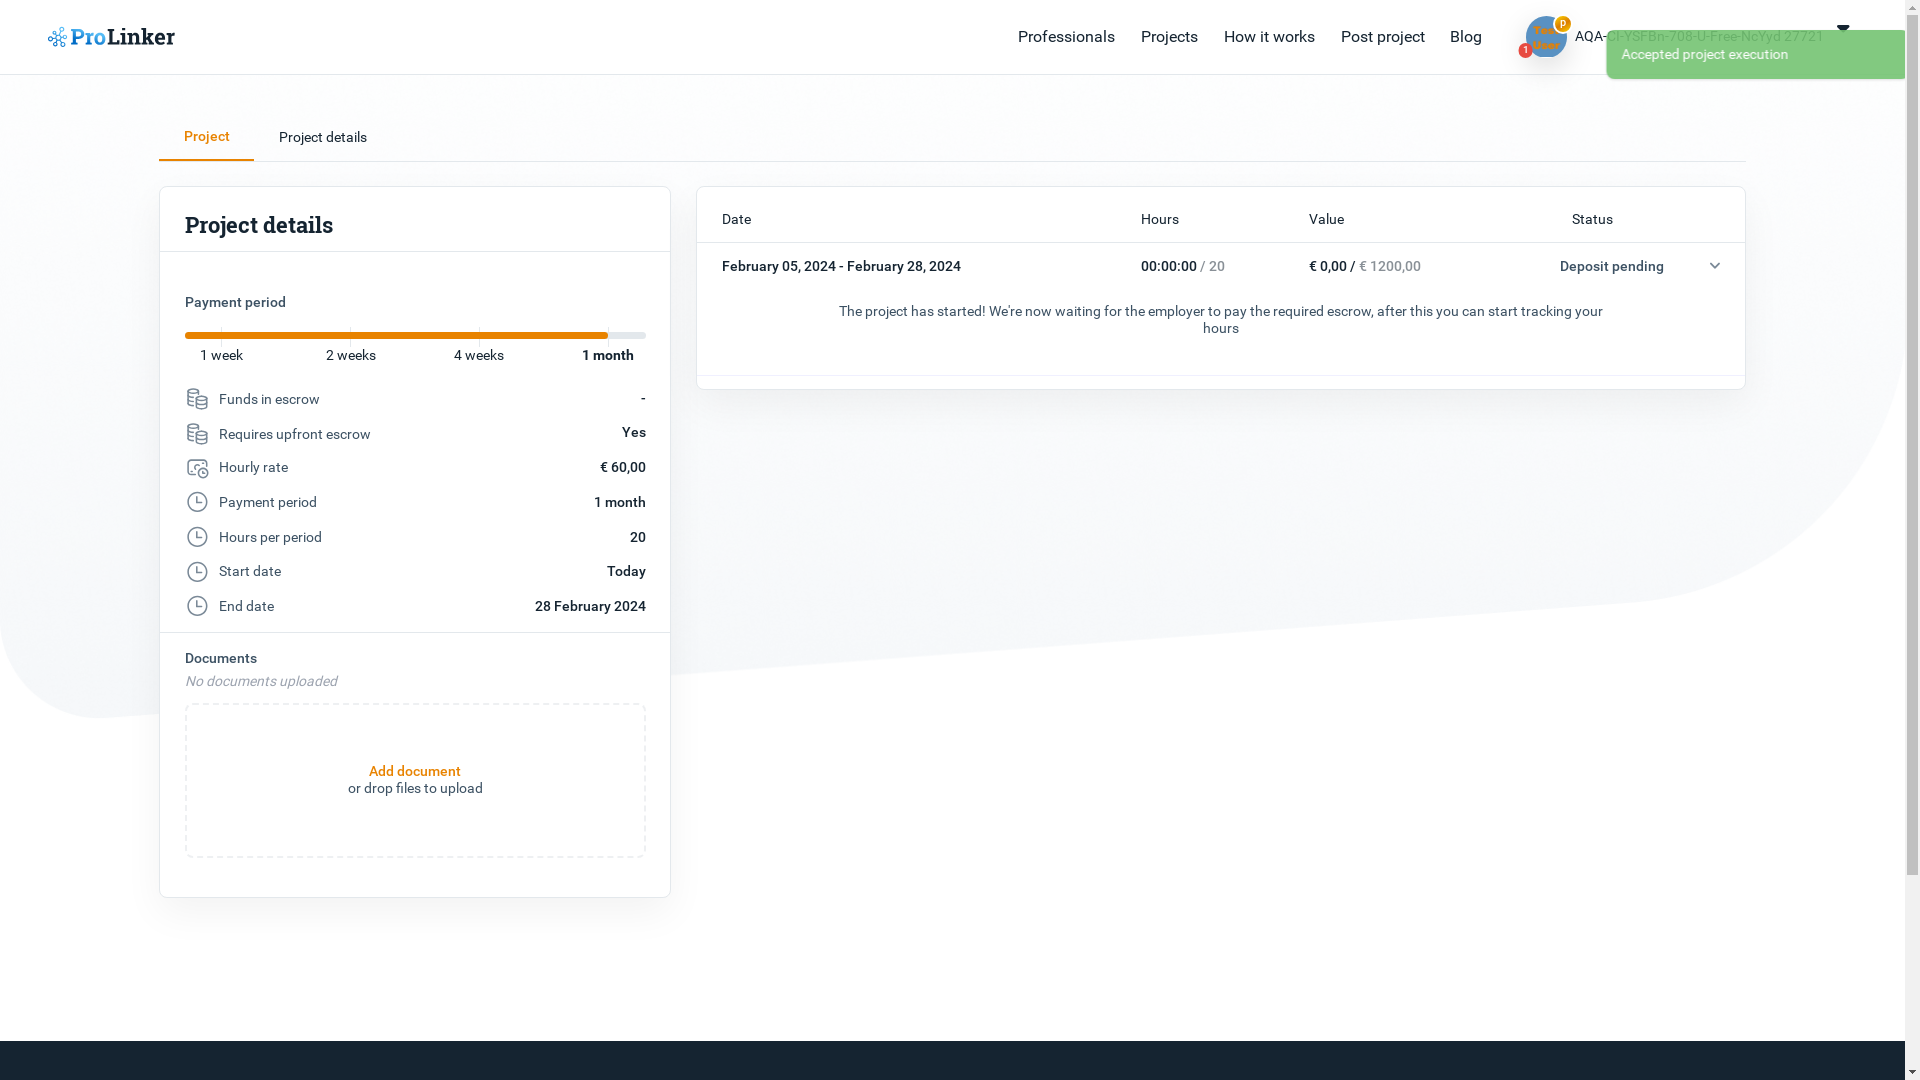 ProLinker
Professionals
Projects
How it works
Post project
Blog
p
1
User
AQA-CI-YSFBn-708-U-Free-NcYyd 27721
Accepted project execution
Project
Project details
Project details
Payment period
1 week
2 weeks
4 weeks
1 month
Funds in escrow -
Requires upfront escrow Yes
Hourly rate € 60,00
Payment period 1 month
Hours per period 20
Start date Today
End date 28 February 2024
Documents
No documents uploaded
Add document
or drop files to upload
Date Hours Value Status
February 05, 2024 - February 28, 2024 00:00:00 / 20 € 0,00 / € 1200,00 Deposit pending
The project has started! We're now waiting for the employer to pay the required escrow, after this you can start tracking your
hours